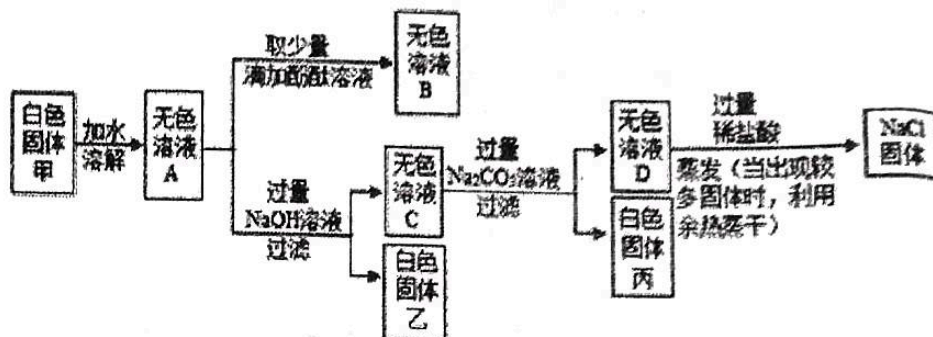 白色
固体
甲
加水
溶解
无色
溶液
A
取少量
滴加酚酞溶液
无色
溶液
B
过量
NaOH溶液
过滤
无色
溶液
C
白色
固体
乙
过量
Na₂CO₃溶液
过滤
无色
溶液
D
白色
固体
丙
过量
稀盐酸
蒸发（当出现较
多固体时，利用
余热蒸干）
NaCl
固体